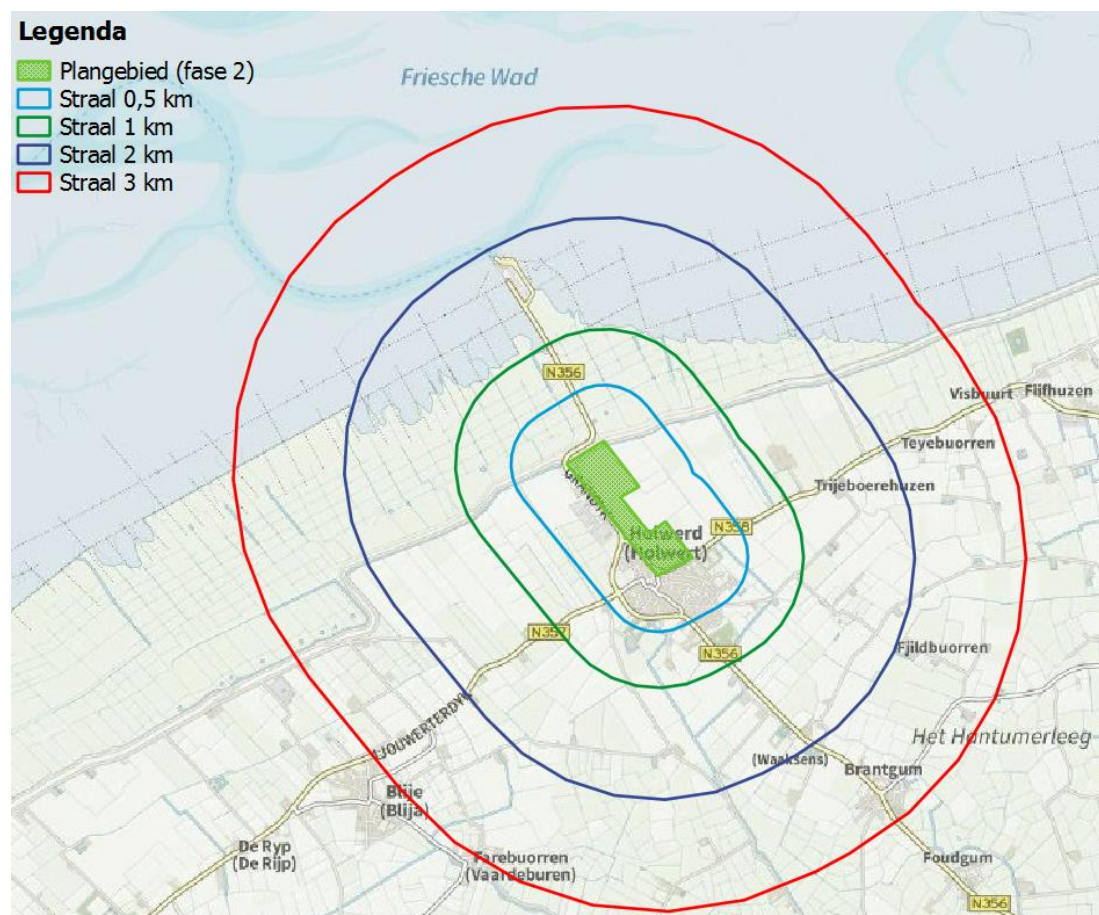 Legenda
Plangebied (fase 2)
Straal 0,5 km
Straal 1 km
Straal 2 km
Straal 3 km
Friesche Wad
N356
Visbuurt
Fijfhuzen
Teyebuorren
Trijeboerehuzen
N358
Holwerd
(Holwert)
N357
N356
Fjildbuorren
Het Hantumerleeg
(Waaksens)
Brantgum
Blije
(Blija)
De Ryp
(De Rijp)
Farebuorren
(Vaardeburen)
Foudgum
N356